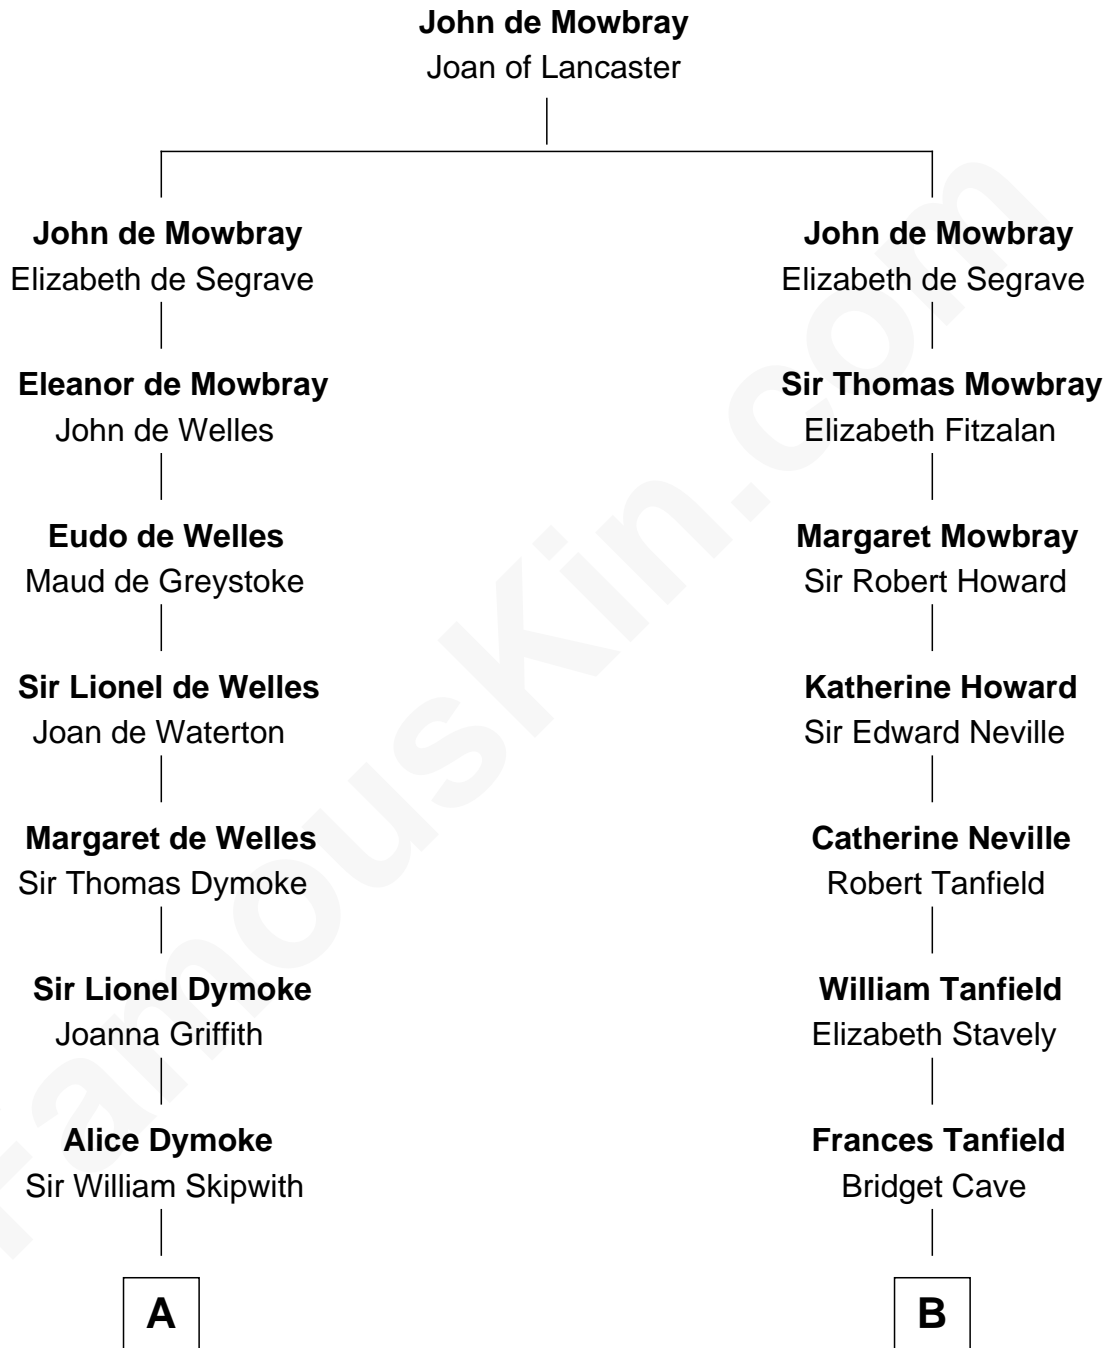 John de Mowbray
Joan of Lancaster
John de Mowbray
Elizabeth de Segrave
Eleanor de Mowbray
John de Welles
Eudo de Welles
Maud de Greystoke
Sir Lionel de Welles
Joan de Waterton
Margaret de Welles
Sir Thomas Dymoke
Sir Lionel Dymoke
Joanna Griffith
Alice Dymoke
Sir William Skipwith
A
John de Mowbray
Elizabeth de Segrave
Sir Thomas Mowbray
Elizabeth Fitzalan
Margaret Mowbray
Sir Robert Howard
Katherine Howard
Sir Edward Neville
Catherine Neville
Robert Tanfield
William Tanfield
Elizabeth Stavely
Frances Tanfield
Bridget Cave
B
FamousKin.com